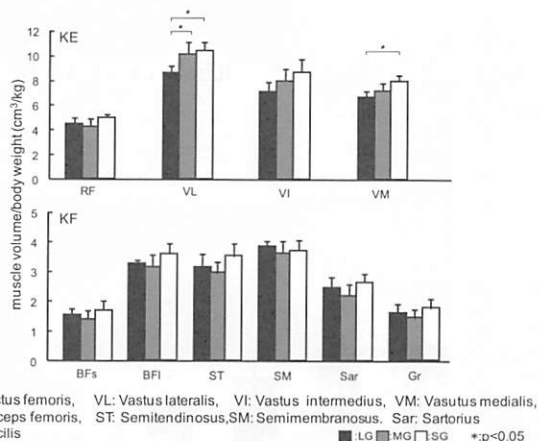 KE
* 
*
*
12
10
8
6
4
2
0
RF VL VI VM
muscle volume/body weight (cm³/kg)
KF
5
4
3
2
1
0
BFs BFl ST SM Sar Gr
femoris, VL: Vastus lateralis, VI: Vastus intermedius, VM: Vasutus medialis,
femoris, ST: Semitendinosus,SM: Semimembranosus. Sar: Sartorius
:LG :MG :SG *:p<0.05